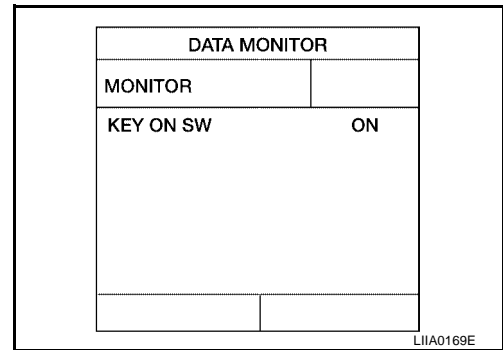 DATA MONITOR
MONITOR
KEY ON SW ON
LIIA0169E